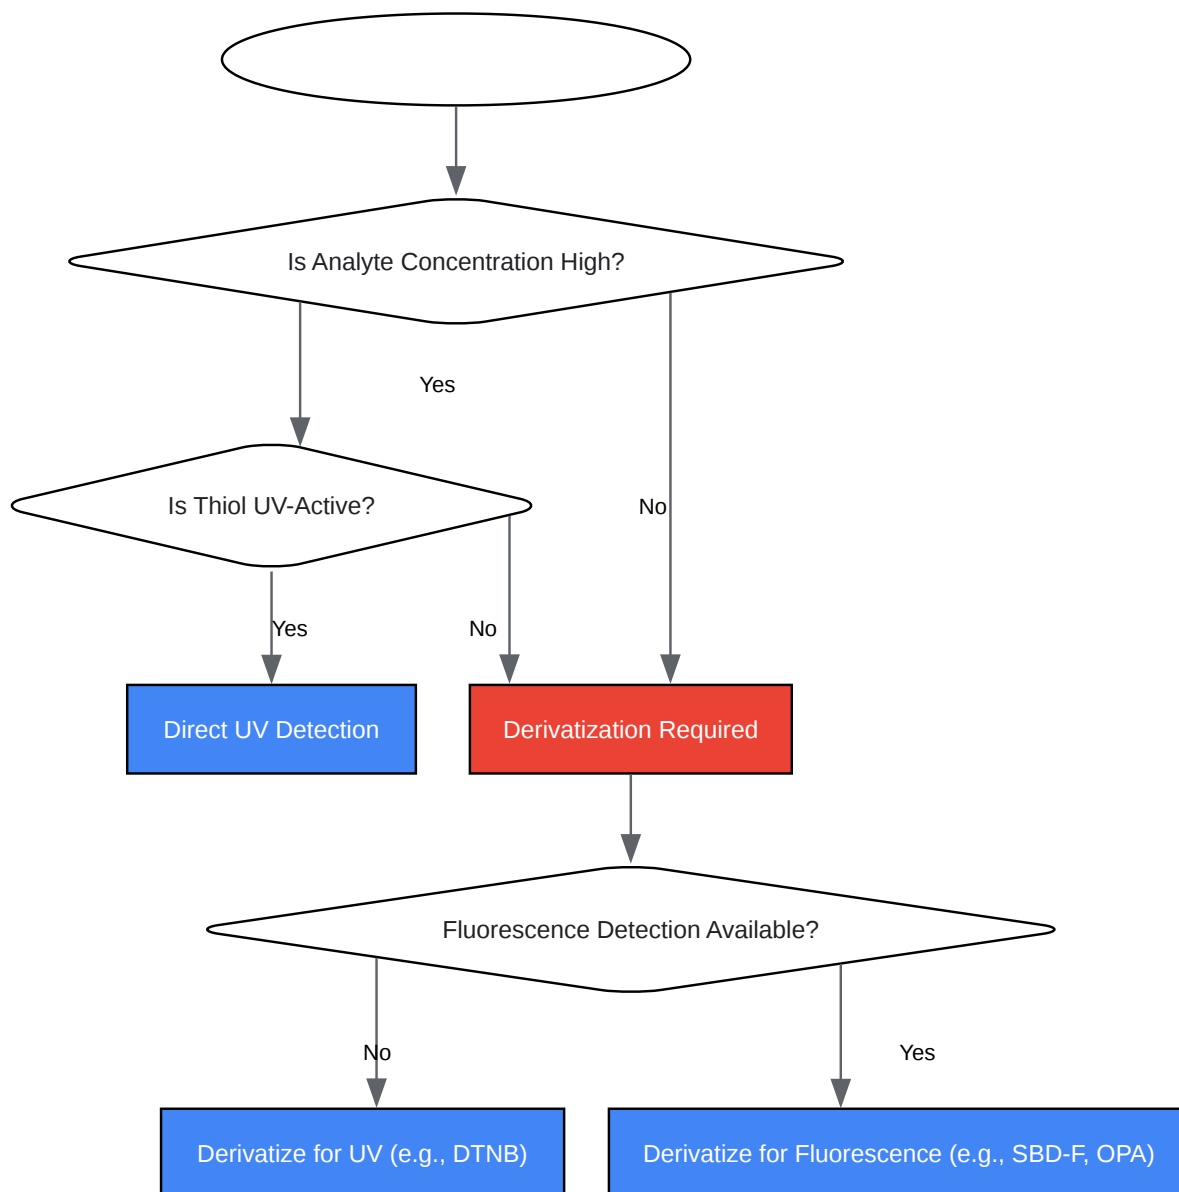 Is Analyte Concentration High?
Yes
Is Thiol UV-Active?
No
Yes
No
Direct UV Detection
Derivatization Required
Fluorescence Detection Available?
No
Yes
Derivatize for UV (e.g., DTNB)
Derivatize for Fluorescence (e.g., SBD-F, OPA)